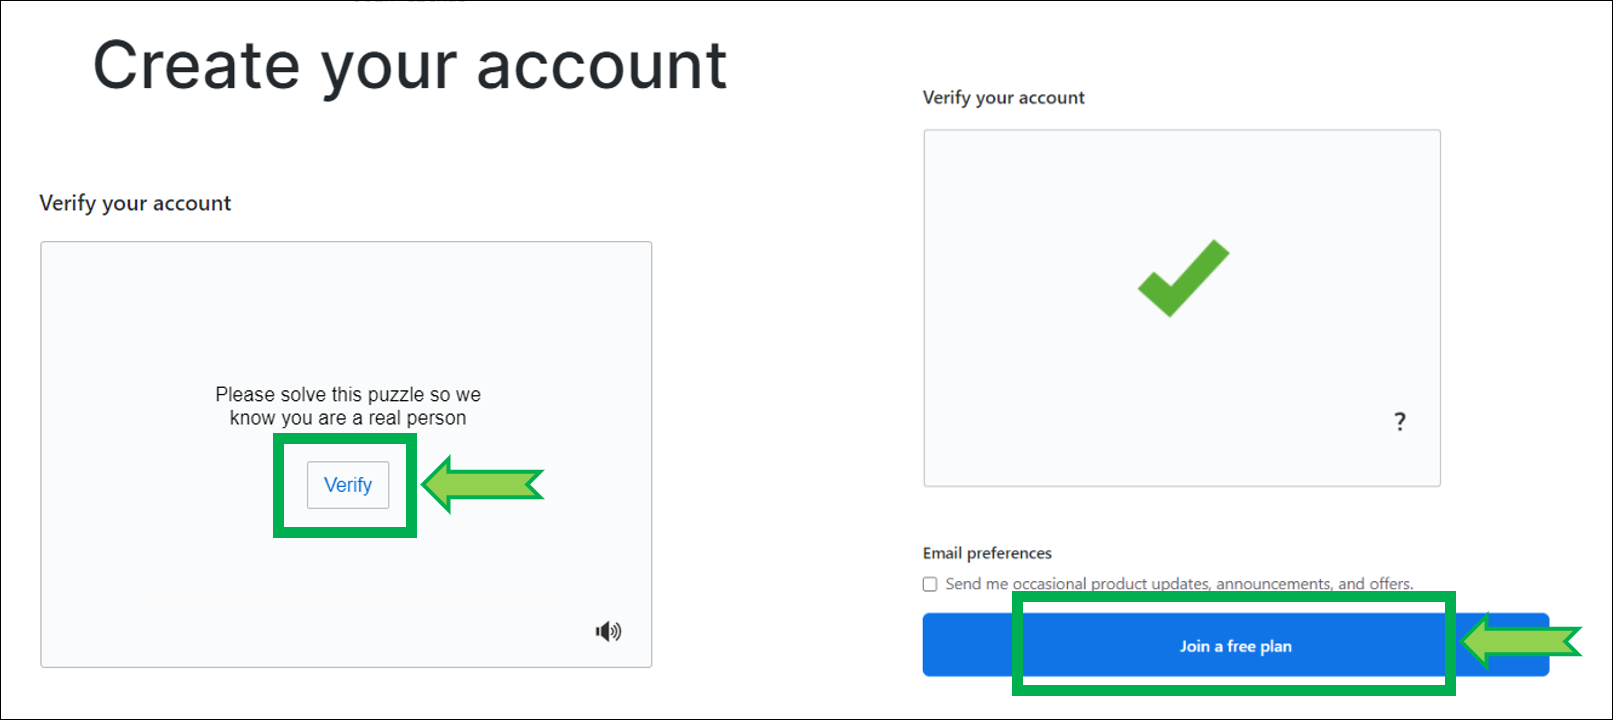 Create your account
Verify your account
Please solve this puzzle so we
know you are a real person
Verify
Verify your account
?
Email preferences
Send me occasional product updates, announcements, and offers.
Join a free plan